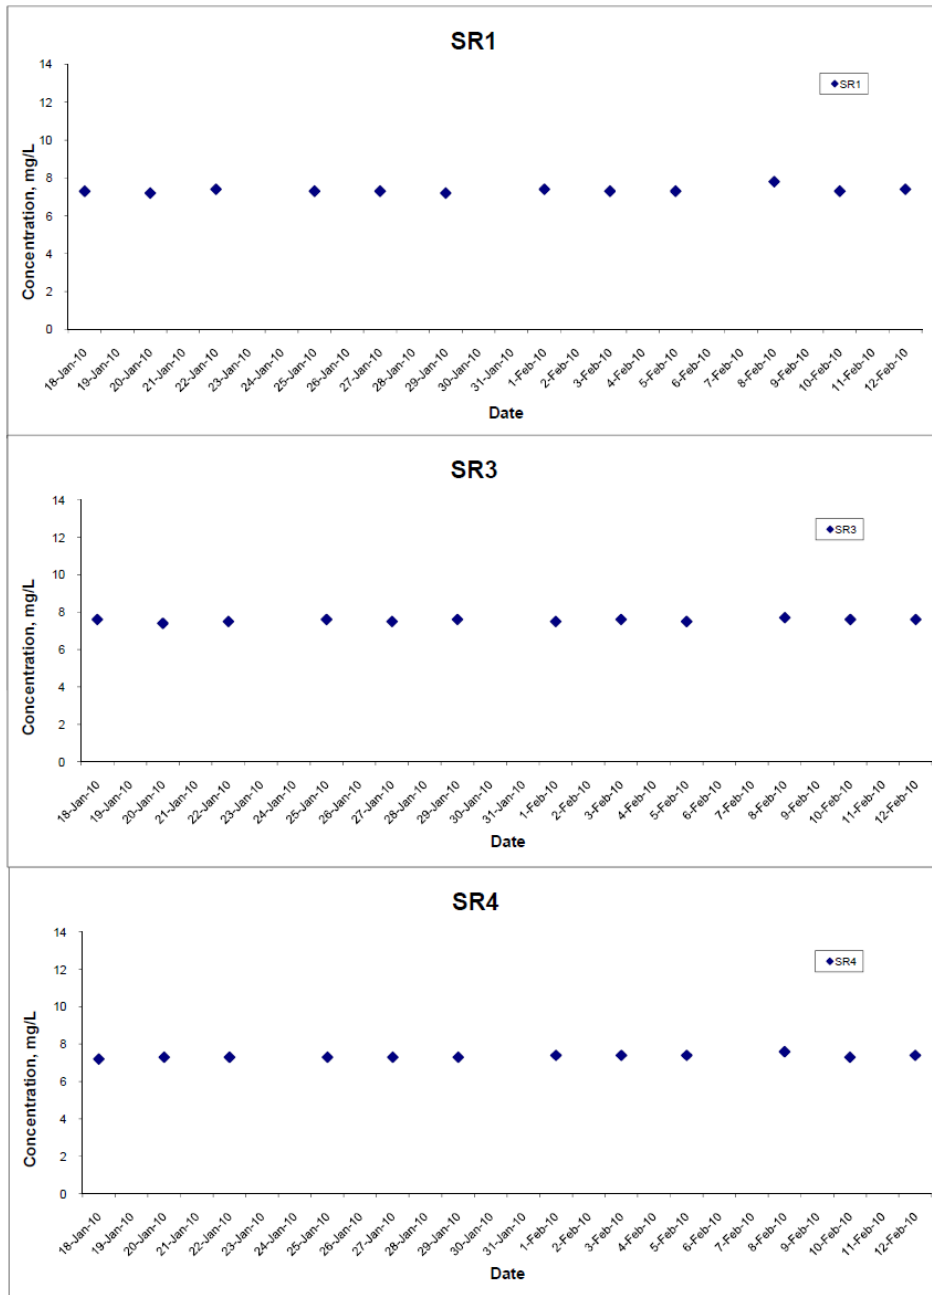 SR1
14
12
10
8
6
4
2
0
Concentration, mg/L
SR1
18-Jan-10 19-Jan-10 20-Jan-10 21-Jan-10 22-Jan-10 23-Jan-10 24-Jan-10 25-Jan-10 26-Jan-10 27-Jan-10 28-Jan-10 29-Jan-10 30-Jan-10 31-Jan-10 1-Feb-10 2-Feb-10 3-Feb-10 4-Feb-10 5-Feb-10 6-Feb-10 7-Feb-10 8-Feb-10 9-Feb-10 10-Feb-10 11-Feb-10 12-Feb-10
Date
SR3
14
12
10
8
6
4
2
0
Concentration, mg/L
SR3
18-Jan-10 19-Jan-10 20-Jan-10 21-Jan-10 22-Jan-10 23-Jan-10 24-Jan-10 25-Jan-10 26-Jan-10 27-Jan-10 28-Jan-10 29-Jan-10 30-Jan-10 31-Jan-10 1-Feb-10 2-Feb-10 3-Feb-10 4-Feb-10 5-Feb-10 6-Feb-10 7-Feb-10 8-Feb-10 9-Feb-10 10-Feb-10 11-Feb-10 12-Feb-10
Date
SR4
14
12
10
8
6
4
2
0
Concentration, mg/L
SR4
18-Jan-10 19-Jan-10 20-Jan-10 21-Jan-10 22-Jan-10 23-Jan-10 24-Jan-10 25-Jan-10 26-Jan-10 27-Jan-10 28-Jan-10 29-Jan-10 30-Jan-10 31-Jan-10 1-Feb-10 2-Feb-10 3-Feb-10 4-Feb-10 5-Feb-10 6-Feb-10 7-Feb-10 8-Feb-10 9-Feb-10 10-Feb-10 11-Feb-10 12-Feb-10
Date